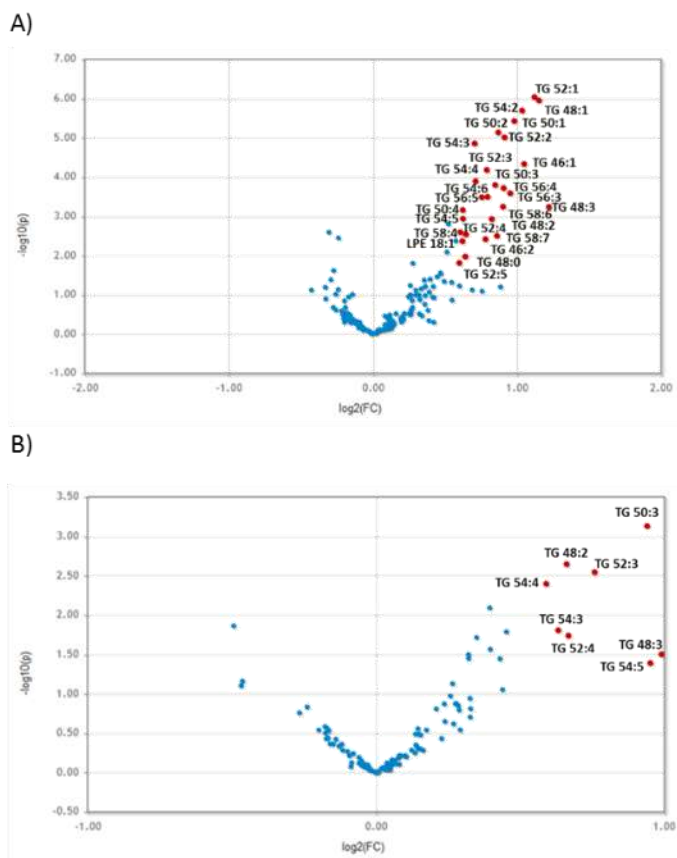 A)
7.00
6.00
5.00
4.00
3.00
2.00
1.00
0.00
-1.00
-2.00
-1.00
0.00
1.00
2.00
-log10(p)
log2(FC)
TG 52:1
TG 54:2
TG 48:1
TG 50:2
TG 50:1
TG 54:3
TG 52:2
TG 52:3
TG 46:1
TG 54:4
TG 50:3
TG 54:6
TG 56:4
TG 56:5
TG 56:3
TG 50:4
TG 48:3
TG 54:5
TG 58:6
TG 58:4
TG 52:4
TG 48:2
LPE 18:1
TG 58:7
TG 46:2
TG 48:0
TG 52:5
B)
3.50
3.00
2.50
2.00
1.50
1.00
0.50
0.00
-0.50
-1.00
0.00
1.00
-log10(p)
log2(FC)
TG 50:3
TG 48:2
TG 52:3
TG 54:4
TG 54:3
TG 52:4
TG 48:3
TG 54:5